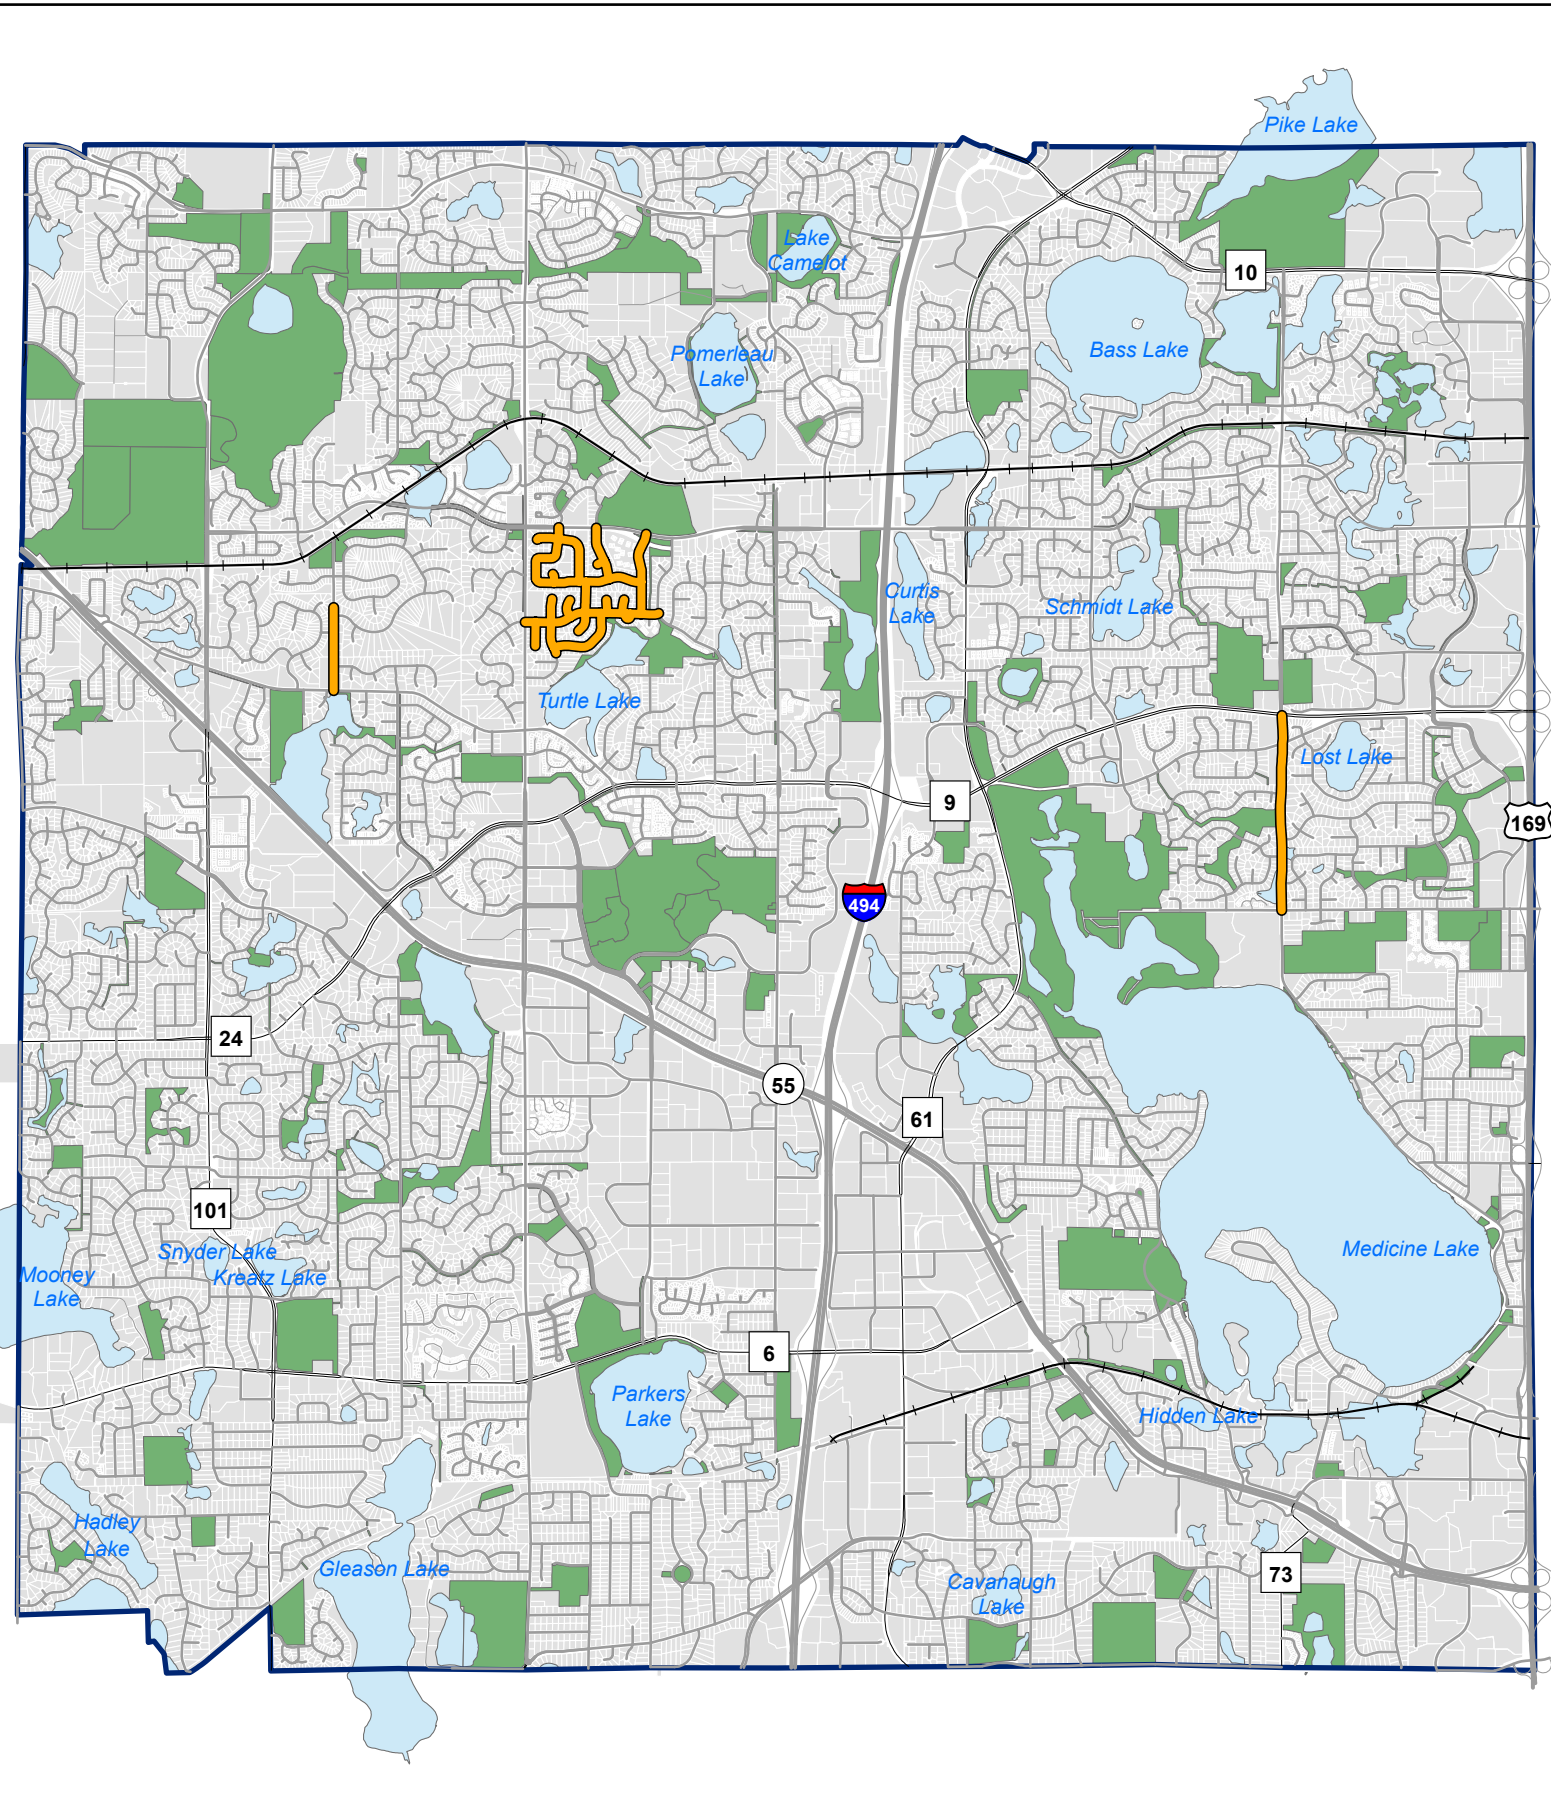 Pike Lake
Lake
Camelot
10
Pomerleau
Lake
Bass Lake
Curtis
Lake
Schmidt Lake
Turtle Lake
Lost Lake
9
169
494
24
55
61
101
Snyder Lake
Kreatz Lake
Mooney
Lake
Medicine Lake
6
Parkers
Lake
Hidden Lake
Hadley
Lake
Gleason Lake
Cavanaugh
Lake
73